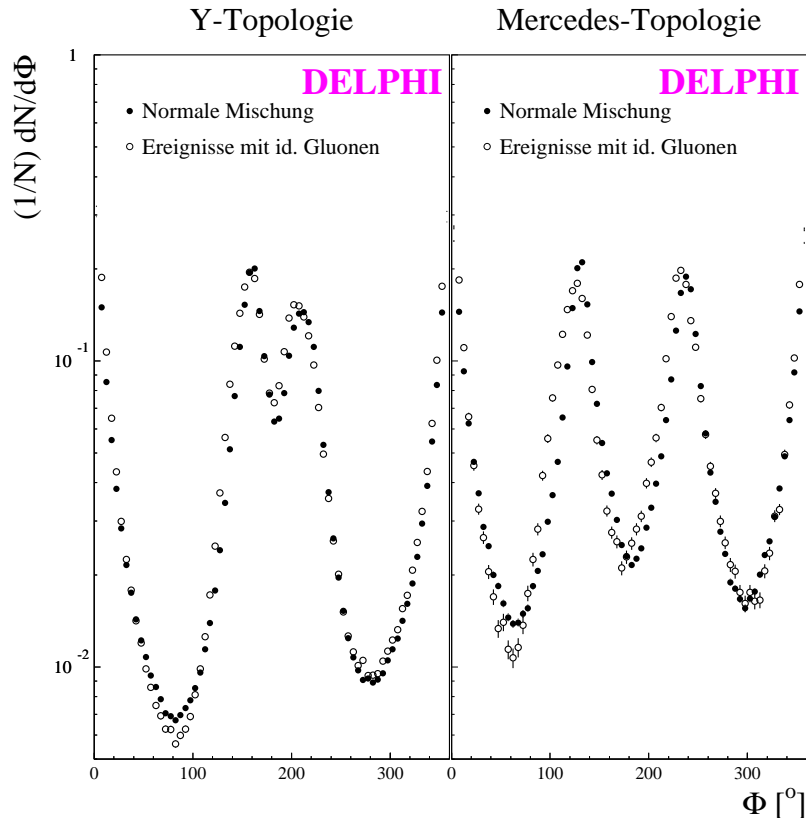 Y-Topologie
Mercedes-Topologie
(1/N) dN/dΦ
1
10⁻¹
10⁻²
DELPHI
● Normale Mischung
○ Ereignisse mit id. Gluonen
DELPHI
● Normale Mischung
○ Ereignisse mit id. Gluonen
0 100 200 300
0 100 200 300
Φ [°]